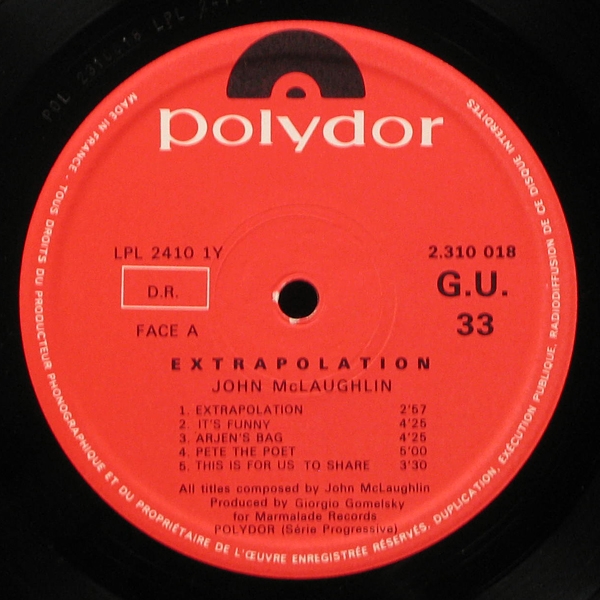 polydor
LPL 2410 1Y
2.310 018
D.R.
G.U.
FACE A
33
EXTRAPOLATION
JOHN McLAUGHLIN
1. EXTRAPOLATION 2'57
2. IT'S FUNNY 4'25
3. ARJEN'S BAG 4'25
4. PETE THE POET 5'00
5. THIS IS FOR US TO SHARE 3'30
All titles composed by John McLaughlin
Produced by Giorgio Gomelsky
for Marmalade Records
POLYDOR (Série Progressiva)
MADE IN FRANCE - TOUS DROITS DU PRODUCTEUR PHONOGRAPHIQUE ET DU PROPRIÉTAIRE DE L'ŒUVRE ENREGISTRÉE RÉSERVÉS. DUPLICATION, EXÉCUTION PUBLIQUE, RADIODIFFUSION DE CE DISQUE INTERDITES